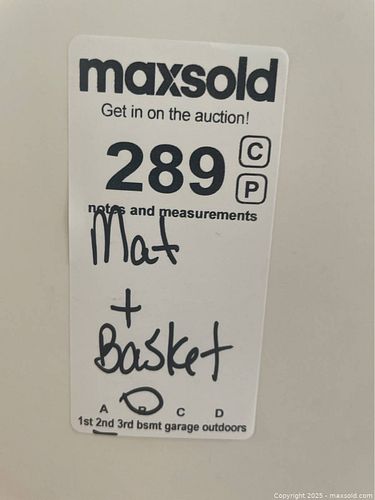 maxsold
Get in on the auction!
289
C
P
notes and measurements
Mat
+
Basket
A B C D
1st 2nd 3rd bsmt garage outdoors
Copyright 2025 - maxsold.com